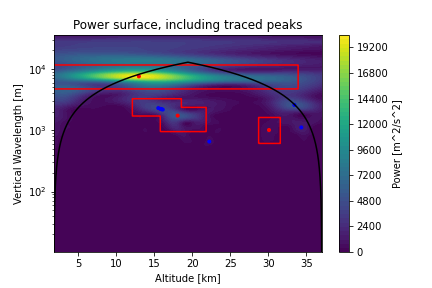 Power surface, including traced peaks
Vertical Wavelength [m]
10^4
10^3
10^2
5 10 15 20 25 30 35
Altitude [km]
19200
16800
14400
12000
9600
7200
4800
2400
0
Power [m^2/s^2]